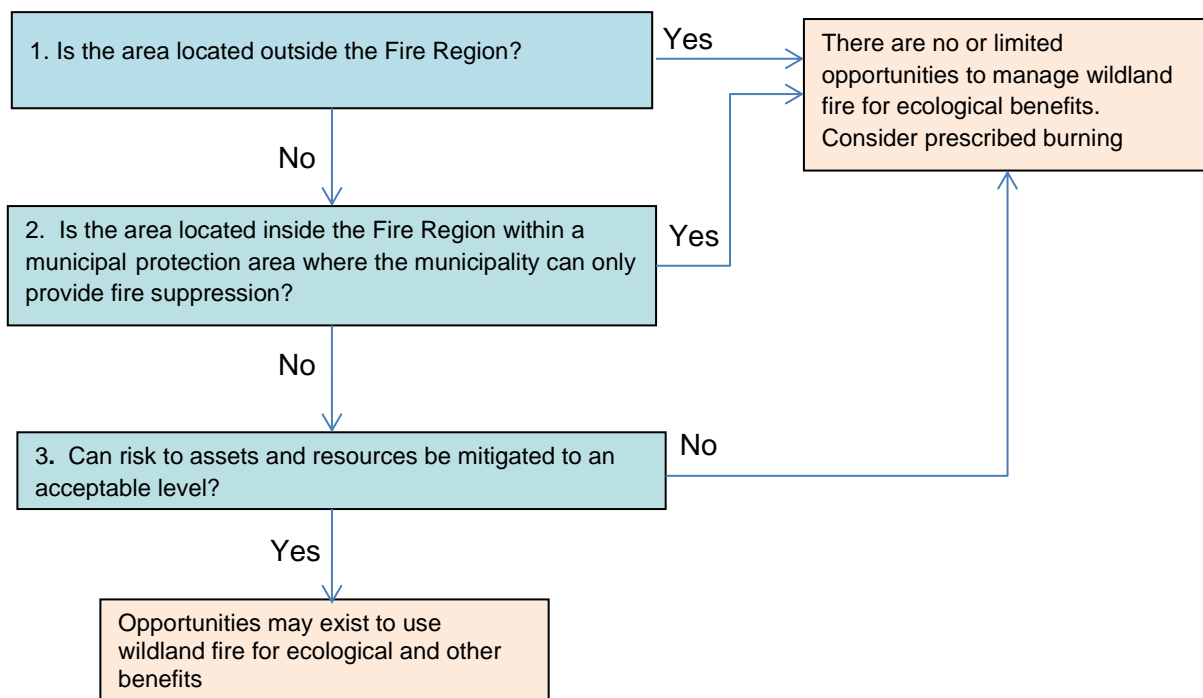 1. Is the area located outside the Fire Region?
Yes
There are no or limited
opportunities to manage wildland
fire for ecological benefits.
Consider prescribed burning
No
2. Is the area located inside the Fire Region within a
municipal protection area where the municipality can only
provide fire suppression?
Yes
No
3. Can risk to assets and resources be mitigated to an
acceptable level?
No
Yes
Opportunities may exist to use
wildland fire for ecological and other
benefits